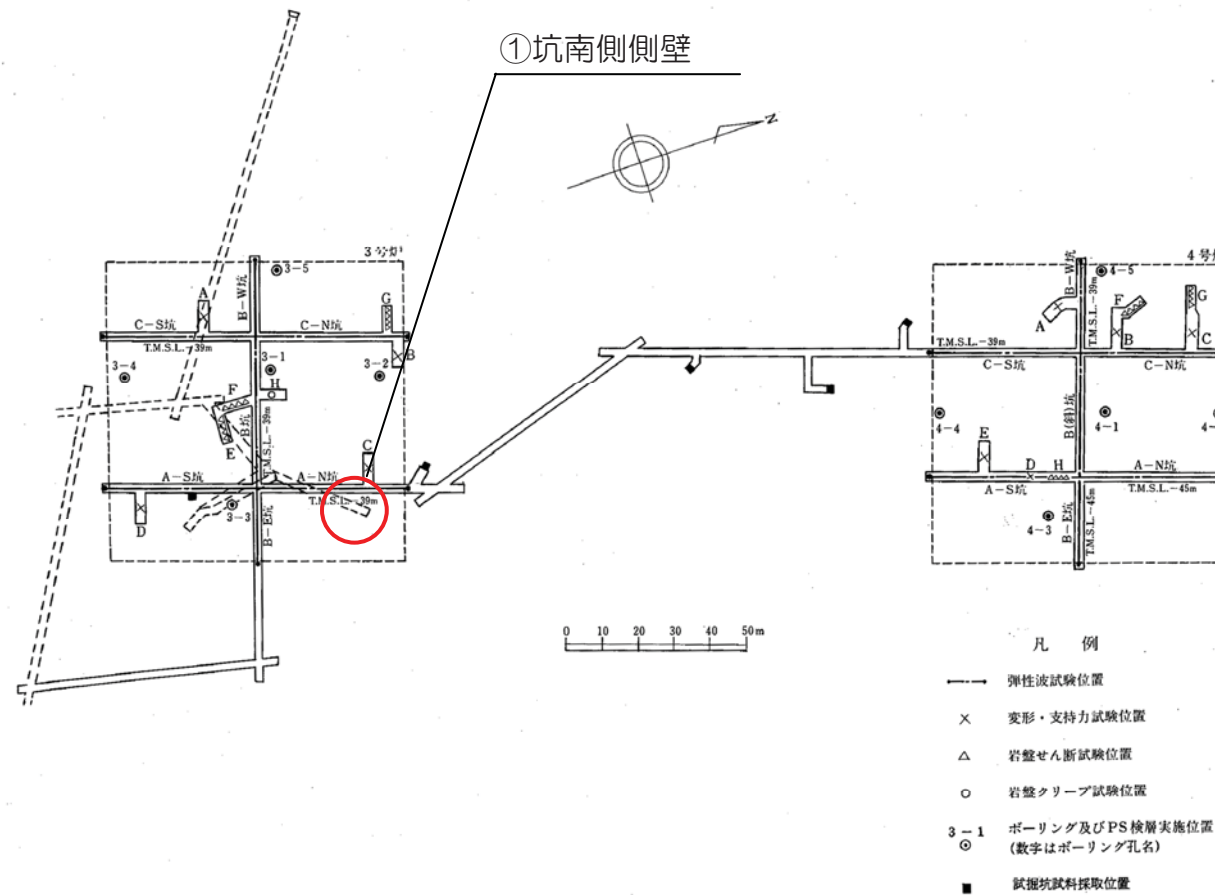 ①坑南側側壁
N
3号炉
3-5
B-W坑
A
G
C-S坑
C-N坑
T.M.S.L.-39m
B
3-1
3-4
3-2
H
F
B坑
T.M.S.L.-39m
E
C
A-S坑
A-N坑
T.M.S.L.-39m
3-3
D
B-E坑
4号
4-5
B-W坑
T.M.S.L.-39m
G
F
A
B
C
T.M.S.L.-39m
C-S坑
C-N坑
B(斜)坑
4-4
4-1
4-
E
D
H
A-N坑
A-S坑
T.M.S.L.-45m
4-3
B-E坑
T.M.S.L.-45m
0 10 20 30 40 50m
凡 例
弾性波試験位置
変形・支持力試験位置
岩盤せん断試験位置
岩盤クリープ試験位置
3-1 ボーリング及びPS検層実施位置
(数字はボーリング孔名)
試掘坑試料採取位置